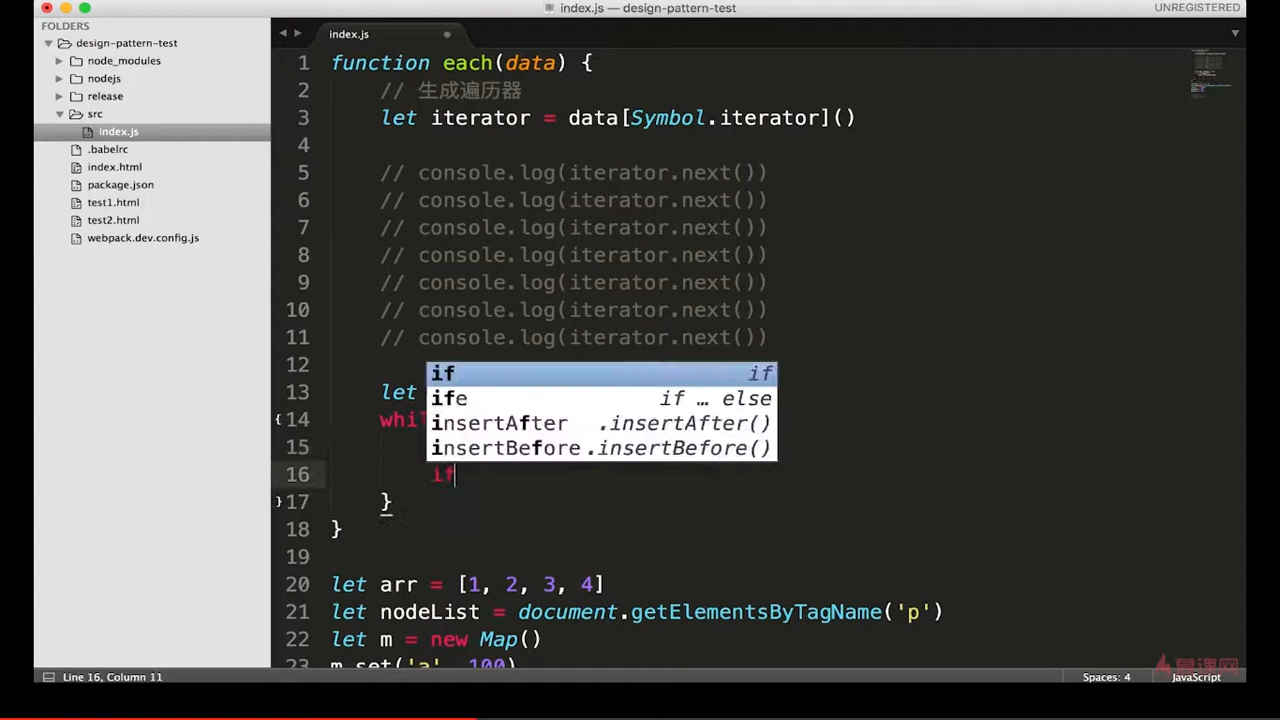 index.js — design-pattern-test
UNREGISTERED
FOLDERS
design-pattern-test
node_modules
nodejs
release
src
index.js
.babelrc
index.html
package.json
test1.html
test2.html
webpack.dev.config.js
index.js
1 function each(data) {
2 // 生成遍历器
3 let iterator = data[Symbol.iterator]()
4
5 // console.log(iterator.next())
6 // console.log(iterator.next())
7 // console.log(iterator.next())
8 // console.log(iterator.next())
9 // console.log(iterator.next())
10 // console.log(iterator.next())
11 // console.log(iterator.next())
12
if if
13 let
ife if … else
14 whi
insertAfter .insertAfter()
15
insertBefore .insertBefore()
16 if
17 }
18 }
19
20 let arr = [1, 2, 3, 4]
21 let nodeList = document.getElementsByTagName('p')
22 let m = new Map()
23 m.set('a', 100)
慕课网
Line 16, Column 11
Spaces: 4
JavaScript